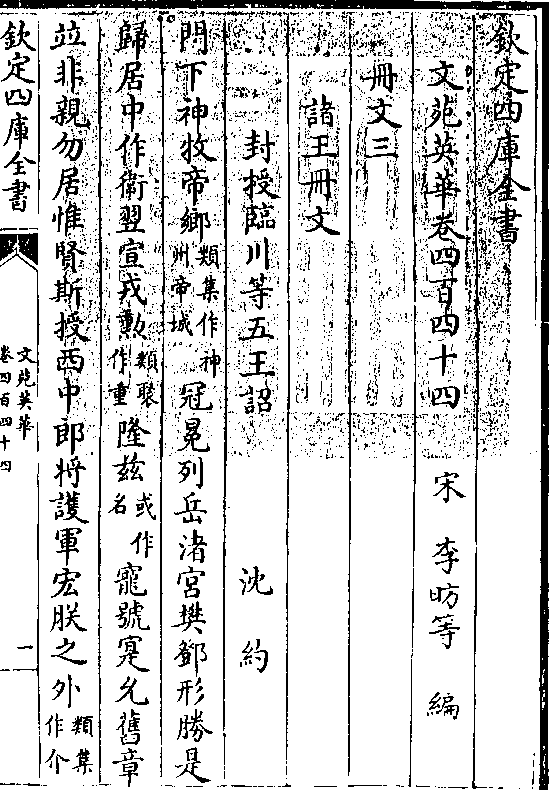 欽定四庫全書
文苑英華卷四百四十四　宋　李昉等　編
冊文三
諸王冊文
封授臨川等五王詔　沈約
門下神牧帝鄉類集作神州帝城冠冕列岳渚宮樊鄧形勝是
歸居中作衛翌宣戎勲類聚作重隆茲或作名寵號寔允舊章
竝非親勿居惟賢斯授西中郎将護軍宏朕之外類集作介
欽定四庫全書
文苑英華
卷四百四十四
一